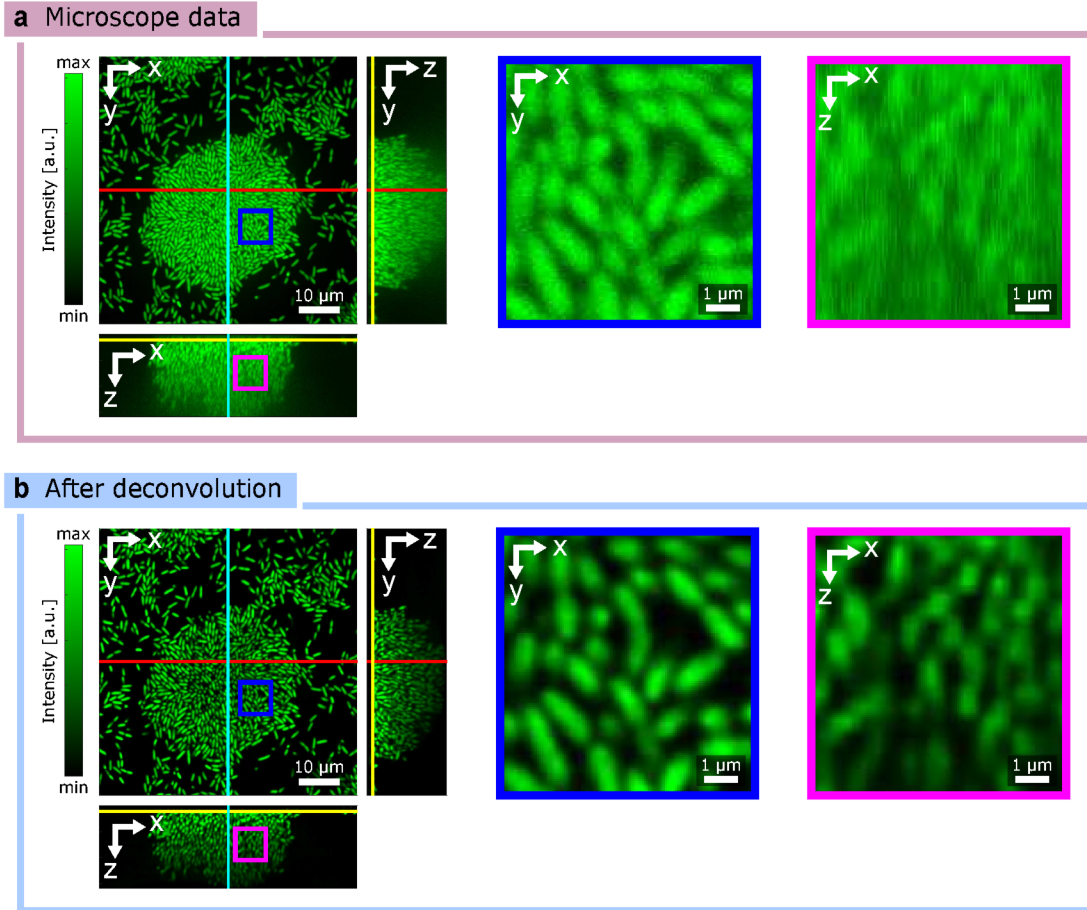 a Microscope data
max
Intensity [a.u.]
min
x
y
10 µm
z
y
x
z
x
y
1 µm
x
z
1 µm
b After deconvolution
max
Intensity [a.u.]
min
x
y
10 µm
z
y
x
z
x
y
1 µm
x
z
1 µm